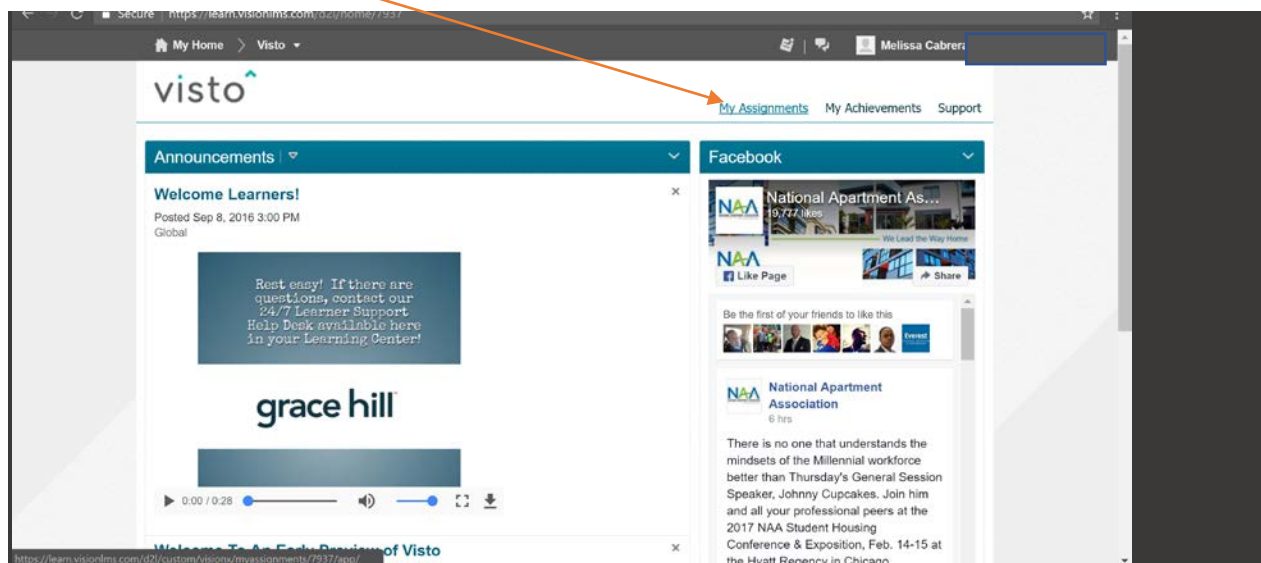 Secure https://learn.visionlms.com/d2l/home/7937
My Home Visto
Melissa Cabrera
visto
My Assignments My Achievements Support
Announcements
Welcome Learners!
Posted Sep 8, 2016 3:00 PM
Global
Rest easy! If there are
questions, contact our
24/7 Learner Support
Help Desk available here
in your Learning Center!
grace hill
0:00 / 0:28
Welcome To An Early Preview of Visto
https://learn.visionlms.com/d2l/custom/visionx/myassignments/7937/app/
Facebook
NAA
National Apartment As...
19,777 likes
We Lead the Way Home
NAA
Like Page
Share
Be the first of your friends to like this
Everest
NAA
National Apartment
Association
6 hrs
There is no one that understands the
mindsets of the Millennial workforce
better than Thursday's General Session
Speaker, Johnny Cupcakes. Join him
and all your professional peers at the
2017 NAA Student Housing
Conference & Exposition, Feb. 14-15 at
the Hyatt Regency in Chicago